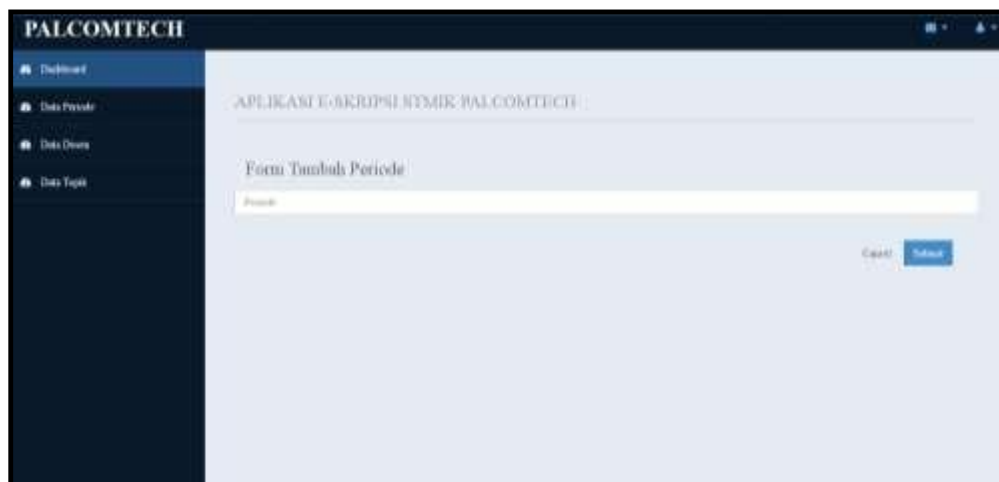 PALCOMTECH
Dashboard
Data Periode
Data Dosen
Data Topik
APLIKASI E-SKRIPSI STMIK PALCOMTECH
Form Tambah Periode
Periode
Cancel
Submit